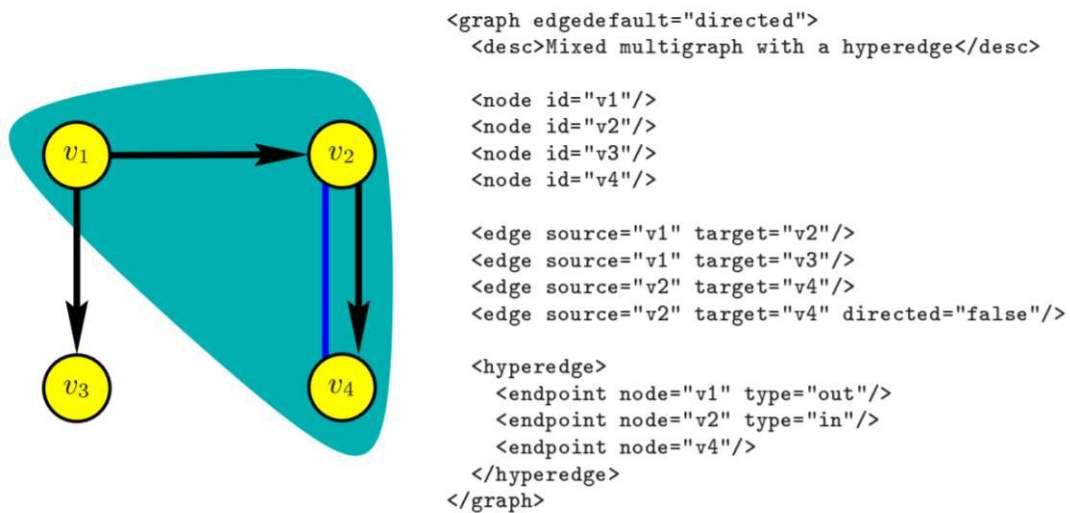 v1
v2
v3
v4
<graph edgedefault="directed">
<desc>Mixed multigraph with a hyperedge</desc>
<node id="v1"/>
<node id="v2"/>
<node id="v3"/>
<node id="v4"/>
<edge source="v1" target="v2"/>
<edge source="v1" target="v3"/>
<edge source="v2" target="v4"/>
<edge source="v2" target="v4" directed="false"/>
<hyperedge>
<endpoint node="v1" type="out"/>
<endpoint node="v2" type="in"/>
<endpoint node="v4"/>
</hyperedge>
</graph>